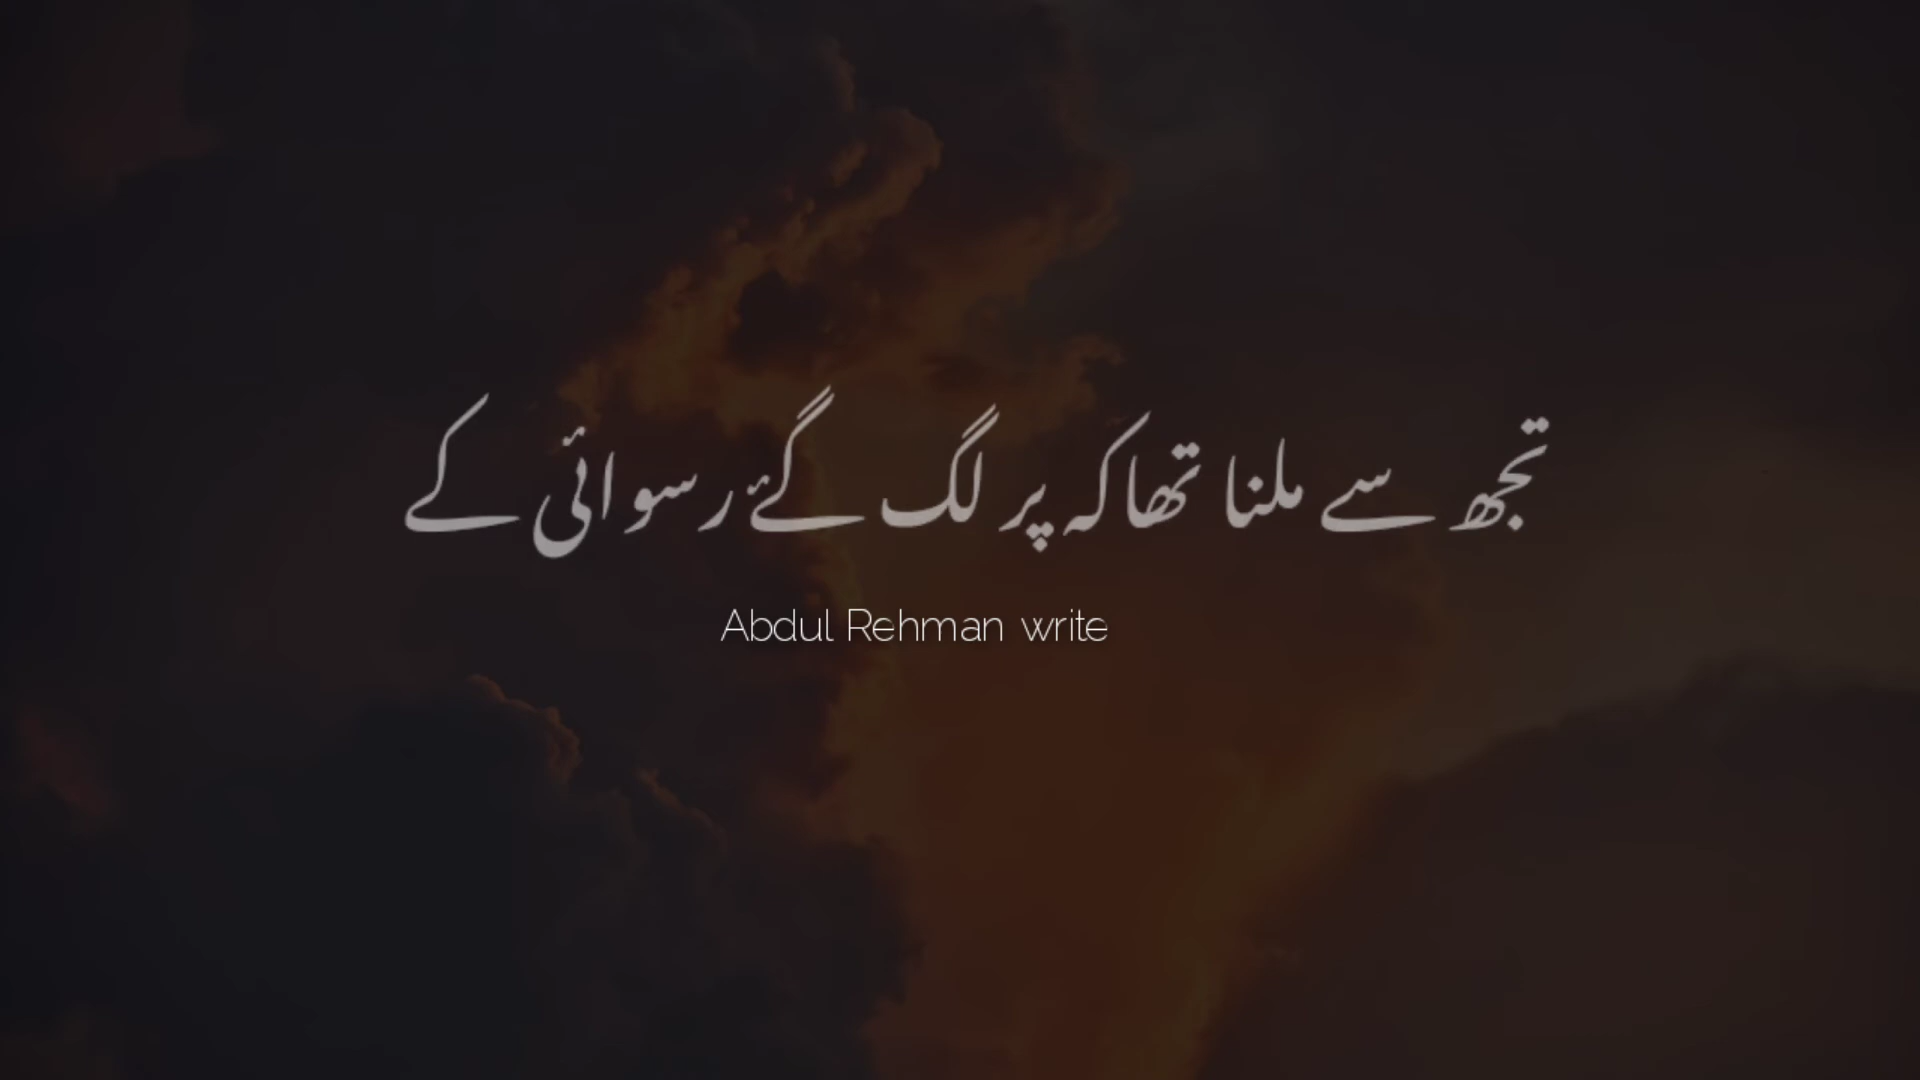 تجھ سے ملنا تھا کہ پر لگ گئے رسوائی کے
Abdul Rehman write